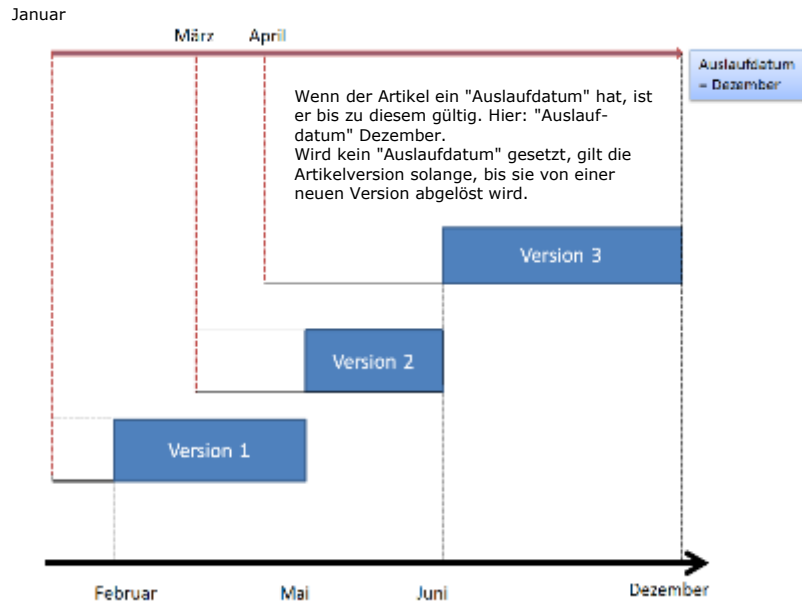 Januar
März April
Auslaufdatum
= Dezember
Wenn der Artikel ein "Auslaufdatum" hat, ist
er bis zu diesem gültig. Hier: "Auslauf-
datum" Dezember.
Wird kein "Auslaufdatum" gesetzt, gilt die
Artikelversion solange, bis sie von einer
neuen Version abgelöst wird.
Version 3
Version 2
Version 1
Februar Mai Juni Dezember